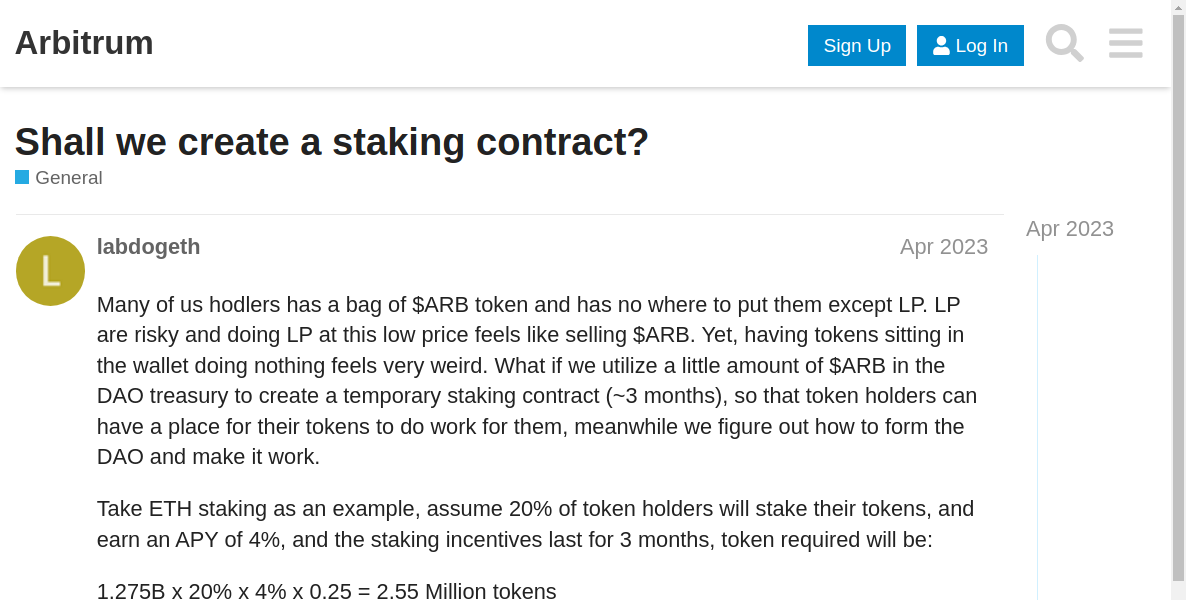 Arbitrum
Sign Up
Log In
Shall we create a staking contract?
General
Apr 2023
L
labdogeth
Apr 2023
Many of us hodlers has a bag of $ARB token and has no where to put them except LP. LP
are risky and doing LP at this low price feels like selling $ARB. Yet, having tokens sitting in
the wallet doing nothing feels very weird. What if we utilize a little amount of $ARB in the
DAO treasury to create a temporary staking contract (~3 months), so that token holders can
have a place for their tokens to do work for them, meanwhile we figure out how to form the
DAO and make it work.
Take ETH staking as an example, assume 20% of token holders will stake their tokens, and
earn an APY of 4%, and the staking incentives last for 3 months, token required will be:
1.275B x 20% x 4% x 0.25 = 2.55 Million tokens